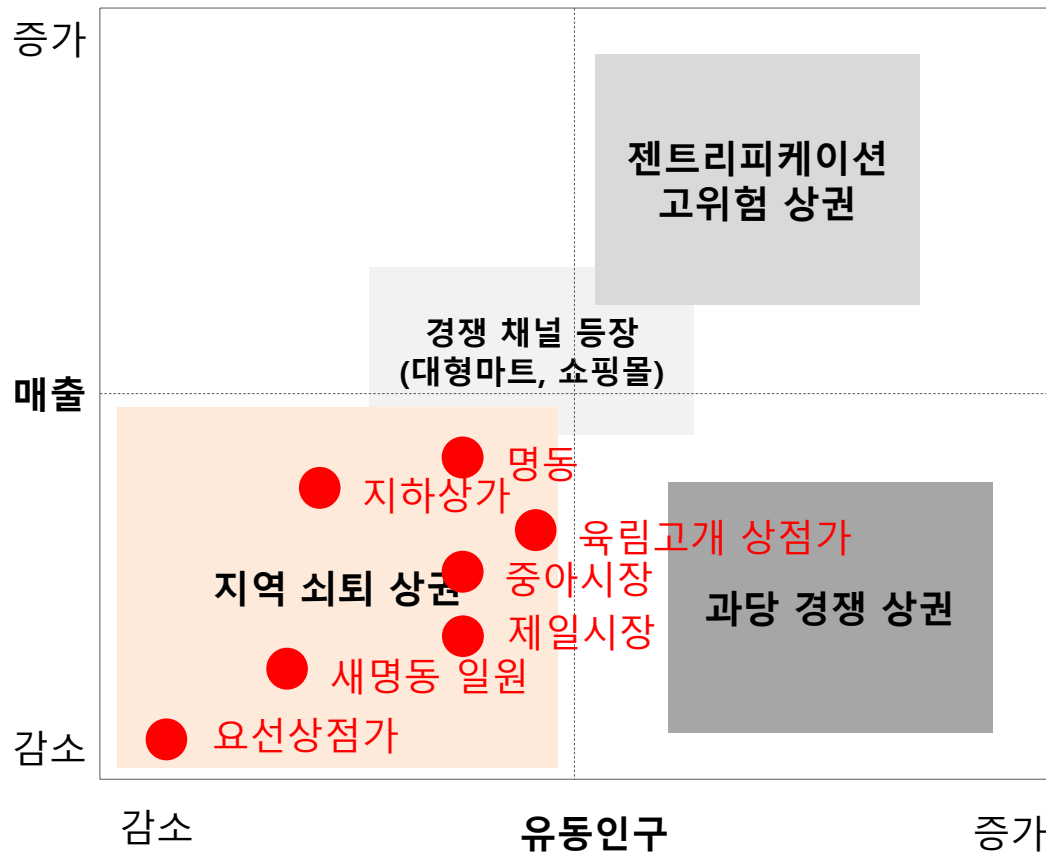 증가
젠트리피케이션
고위험 상권
경쟁 채널 등장
(대형마트, 쇼핑몰)
매출
명동
지하상가
육림고개 상점가
중아시장
지역 쇠퇴 상권
과당 경쟁 상권
제일시장
새명동 일원
요선상점가
감소
감소
유동인구
증가